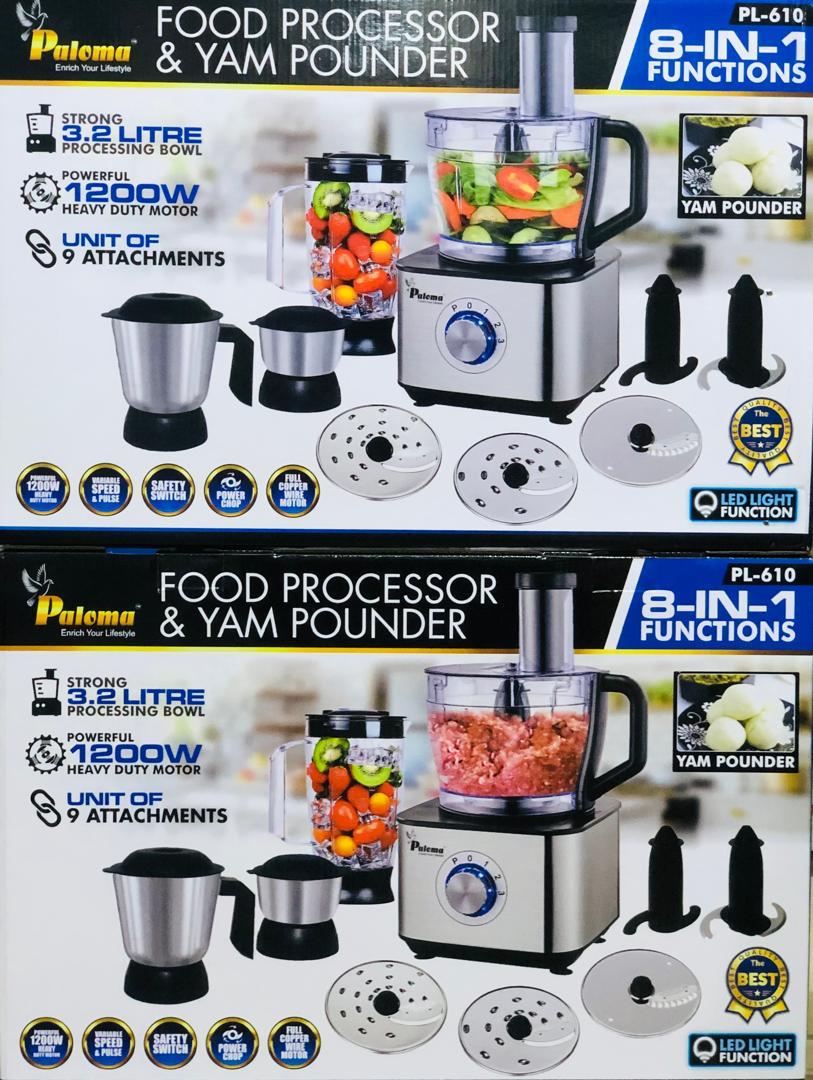 Paloma
Enrich Your Lifestyle
FOOD PROCESSOR
& YAM POUNDER
PL-610
8-IN-1
FUNCTIONS
STRONG
3.2 LITRE
PROCESSING BOWL
POWERFUL
1200W
HEAVY DUTY MOTOR
UNIT OF
9 ATTACHMENTS
YAM POUNDER
Paloma
P 0 1 2 3
QUALITY
The
BEST
POWERFUL
1200W
HEAVY
DUTY MOTOR
VARIABLE
SPEED
& PULSE
SAFETY
SWITCH
POWER
CHOP
FULL
COPPER
WIRE
MOTOR
LED LIGHT
FUNCTION
Paloma
Enrich Your Lifestyle
FOOD PROCESSOR
& YAM POUNDER
PL-610
8-IN-1
FUNCTIONS
STRONG
3.2 LITRE
PROCESSING BOWL
POWERFUL
1200W
HEAVY DUTY MOTOR
UNIT OF
9 ATTACHMENTS
YAM POUNDER
Paloma
P 0 1 2 3
QUALITY
The
BEST
POWERFUL
1200W
HEAVY
DUTY MOTOR
VARIABLE
SPEED
& PULSE
SAFETY
SWITCH
POWER
CHOP
FULL
COPPER
WIRE
MOTOR
LED LIGHT
FUNCTION